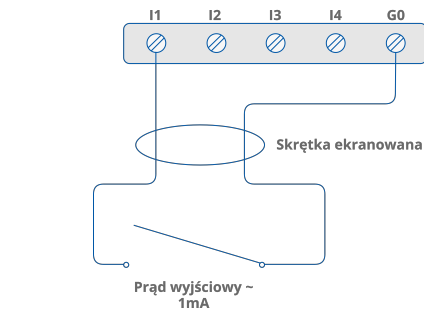 I1 I2 I3 I4 G0
Skrętka ekranowana
Prąd wyjściowy ~
1mA